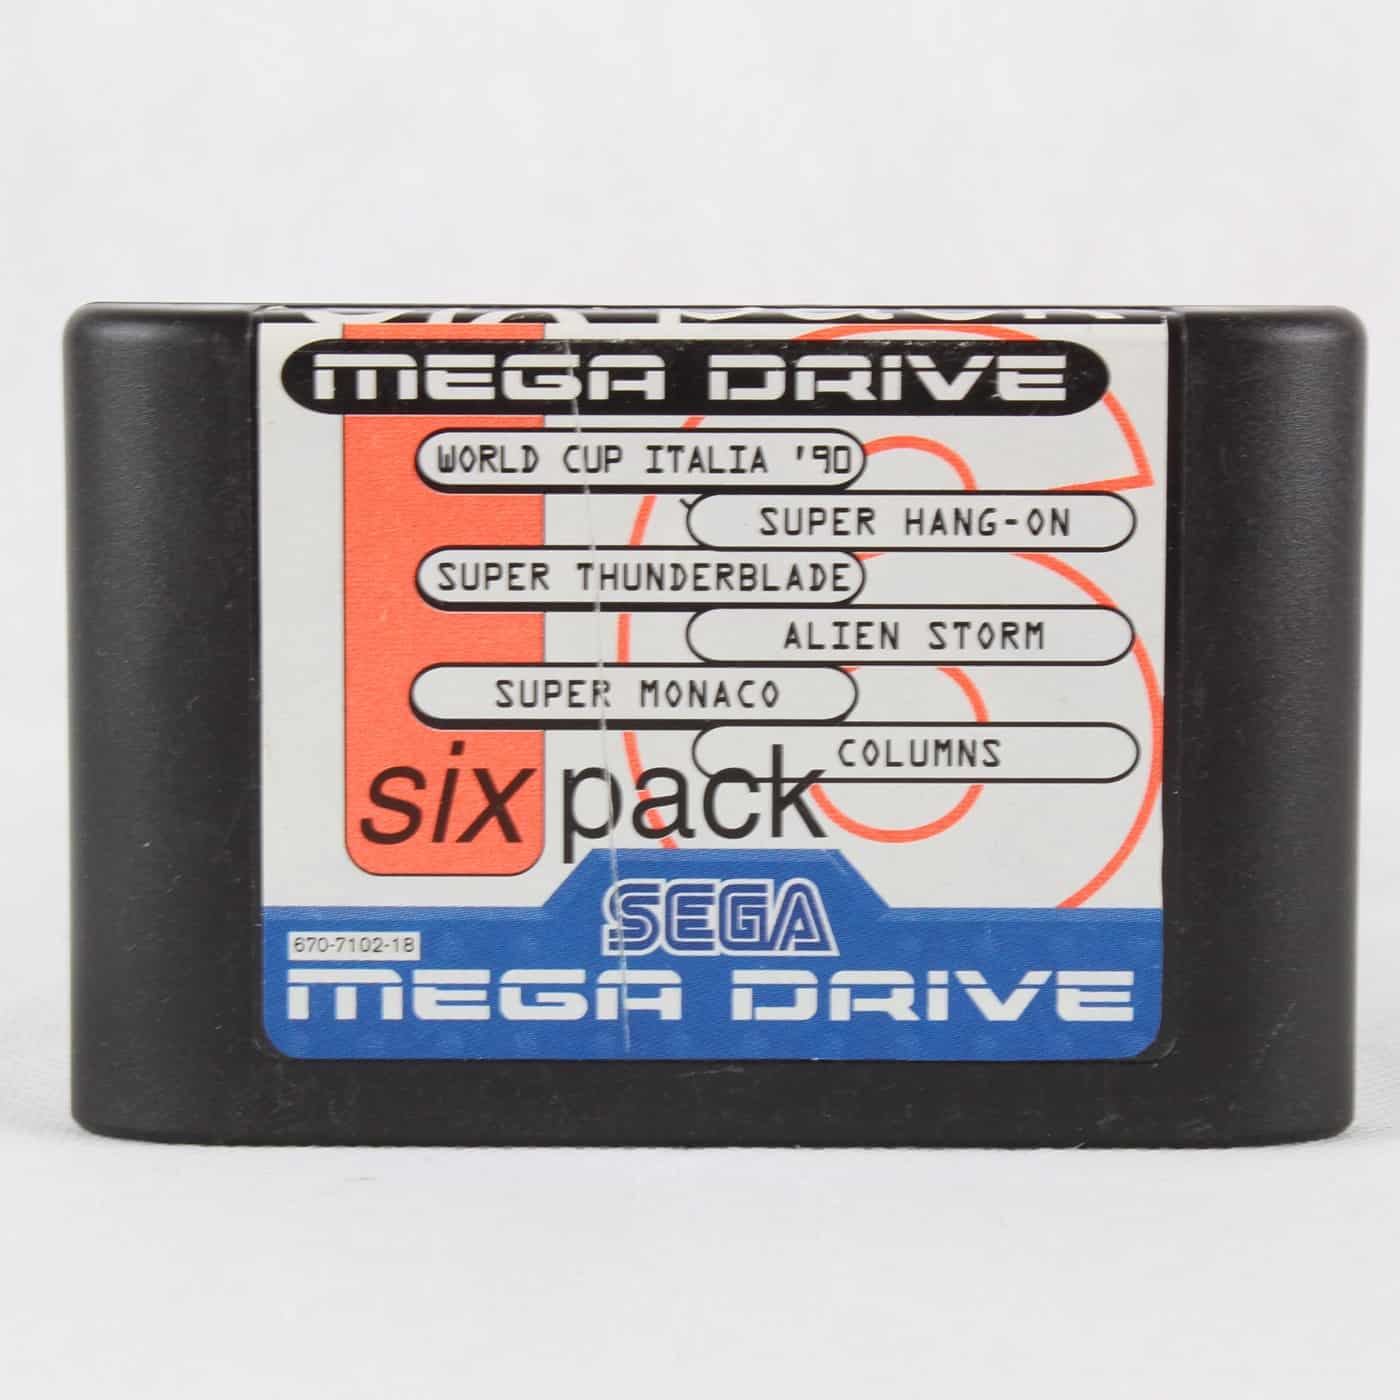 MEGA DRIVE
WORLD CUP ITALIA '90
SUPER HANG-ON
SUPER THUNDERBLADE
ALIEN STORM
SUPER MONACO
COLUMNS
six pack
SEGA
670-7102-18
MEGA DRIVE